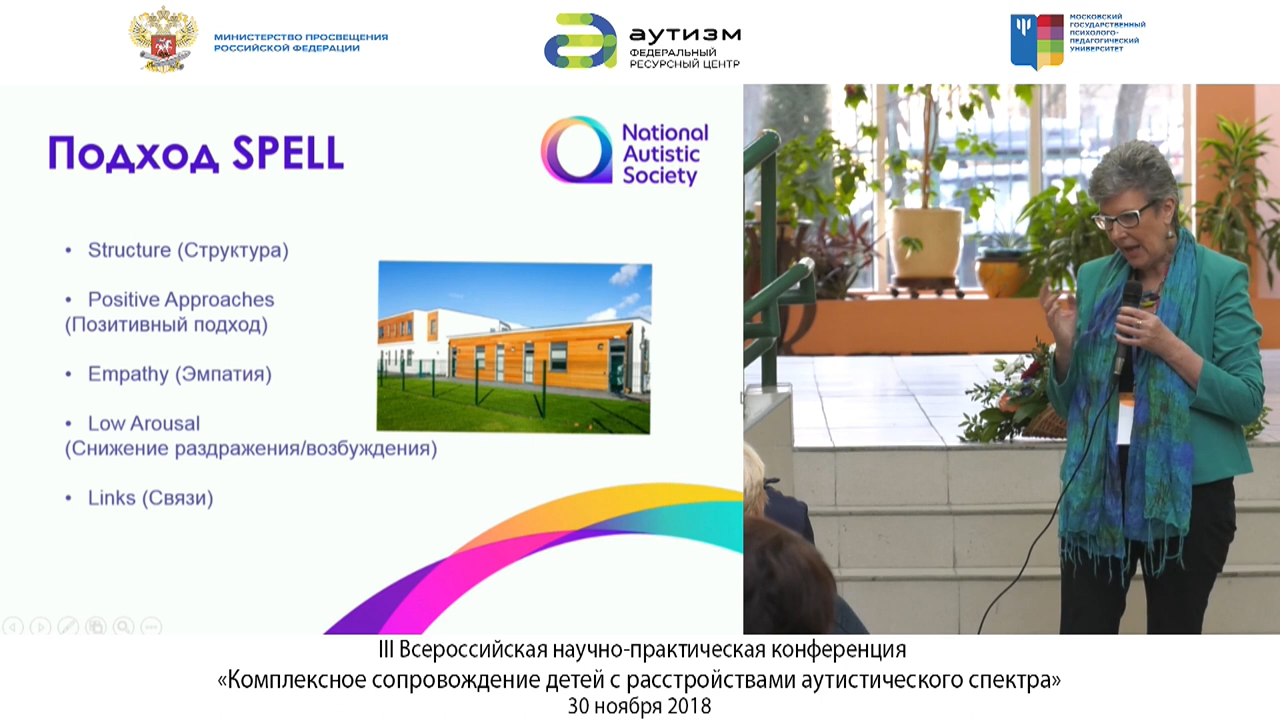 МИНИСТЕРСТВО ПРОСВЕЩЕНИЯ
РОССИЙСКОЙ ФЕДЕРАЦИИ
аутизм
ФЕДЕРАЛЬНЫЙ
РЕСУРСНЫЙ ЦЕНТР
МОСКОВСКИЙ
ГОСУДАРСТВЕННЫЙ
ПСИХОЛОГО-
ПЕДАГОГИЧЕСКИЙ
УНИВЕРСИТЕТ
Подход SPELL
National
Autistic
Society
• Structure (Структура)
• Positive Approaches
(Позитивный подход)
• Empathy (Эмпатия)
• Low Arousal
(Снижение раздражения/возбуждения)
• Links (Связи)
III Всероссийская научно-практическая конференция
«Комплексное сопровождение детей с расстройствами аутистического спектра»
30 ноября 2018